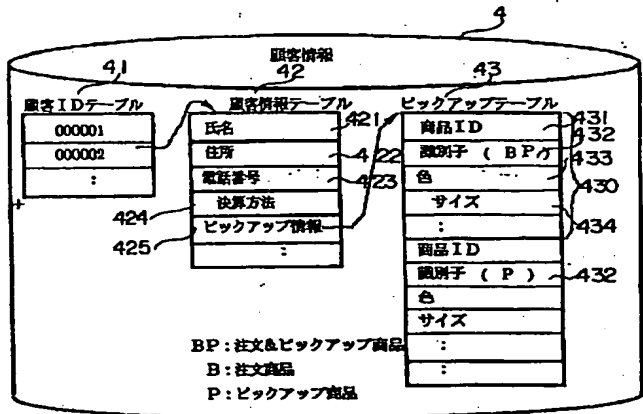 4
顧客情報
41
42
43
顧客IDテーブル
000001
000002
:
顧客情報テーブル
氏名
421
住所
422
電話番号
423
424
決算方法
425
ピックアップ情報
:
ピックアップテーブル
商品ID
431
識別子 ( BP )
432
色
433
サイズ
434
:
430
商品ID
識別子 ( P )
432
色
サイズ
:
:
BP:注文&ピックアップ商品
B:注文商品
P:ピックアップ商品